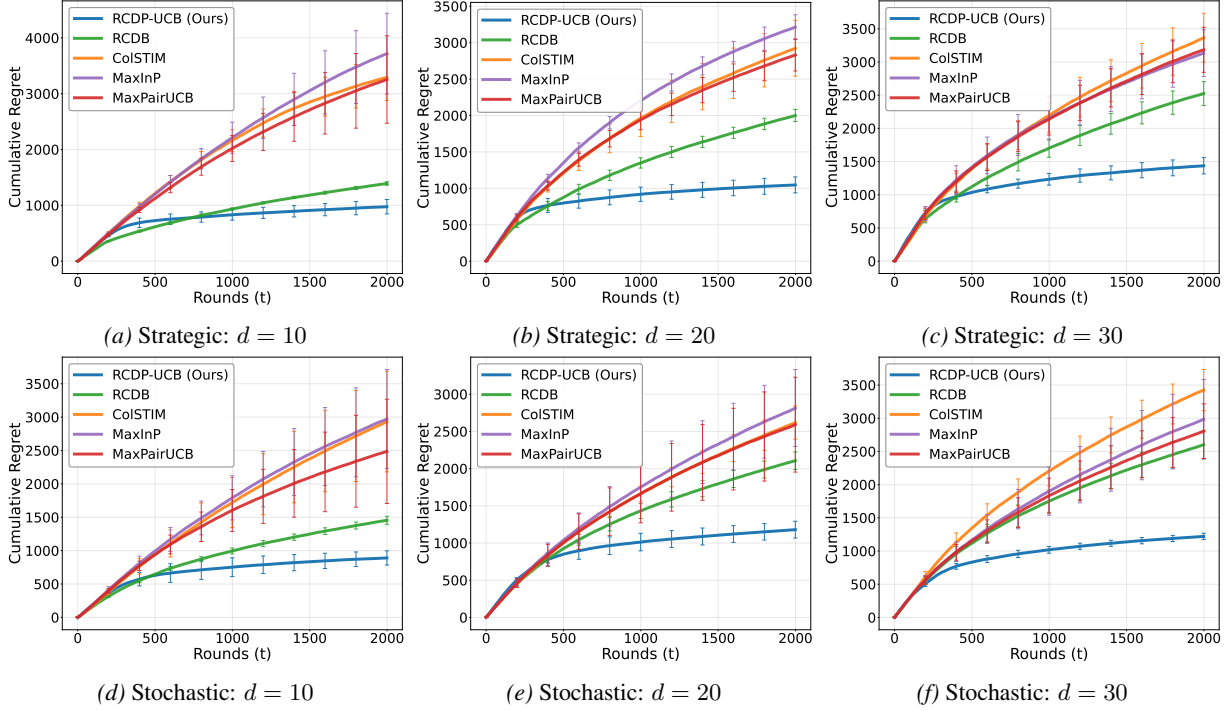 RCDP-UCB (Ours)
RCDB
ColSTIM
MaxInP
MaxPairUCB
Cumulative Regret
4000
3000
2000
1000
0
0 500 1000 1500 2000
Rounds (t)
(a) Strategic: d = 10
RCDP-UCB (Ours)
RCDB
ColSTIM
MaxInP
MaxPairUCB
Cumulative Regret
3500
3000
2500
2000
1500
1000
500
0
0 500 1000 1500 2000
Rounds (t)
(b) Strategic: d = 20
RCDP-UCB (Ours)
RCDB
ColSTIM
MaxInP
MaxPairUCB
Cumulative Regret
3500
3000
2500
2000
1500
1000
500
0
0 500 1000 1500 2000
Rounds (t)
(c) Strategic: d = 30
RCDP-UCB (Ours)
RCDB
ColSTIM
MaxInP
MaxPairUCB
Cumulative Regret
3500
3000
2500
2000
1500
1000
500
0
0 500 1000 1500 2000
Rounds (t)
(d) Stochastic: d = 10
RCDP-UCB (Ours)
RCDB
ColSTIM
MaxInP
MaxPairUCB
Cumulative Regret
3000
2500
2000
1500
1000
500
0
0 500 1000 1500 2000
Rounds (t)
(e) Stochastic: d = 20
RCDP-UCB (Ours)
RCDB
ColSTIM
MaxInP
MaxPairUCB
Cumulative Regret
3500
3000
2500
2000
1500
1000
500
0
0 500 1000 1500 2000
Rounds (t)
(f) Stochastic: d = 30